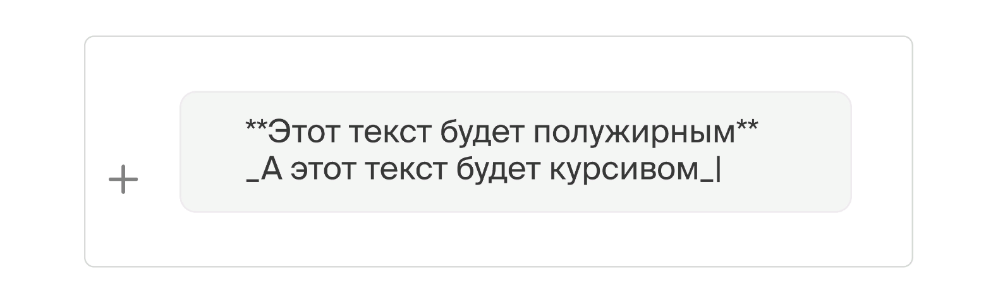 **Этот текст будет полужирным**
_А этот текст будет курсивом_|